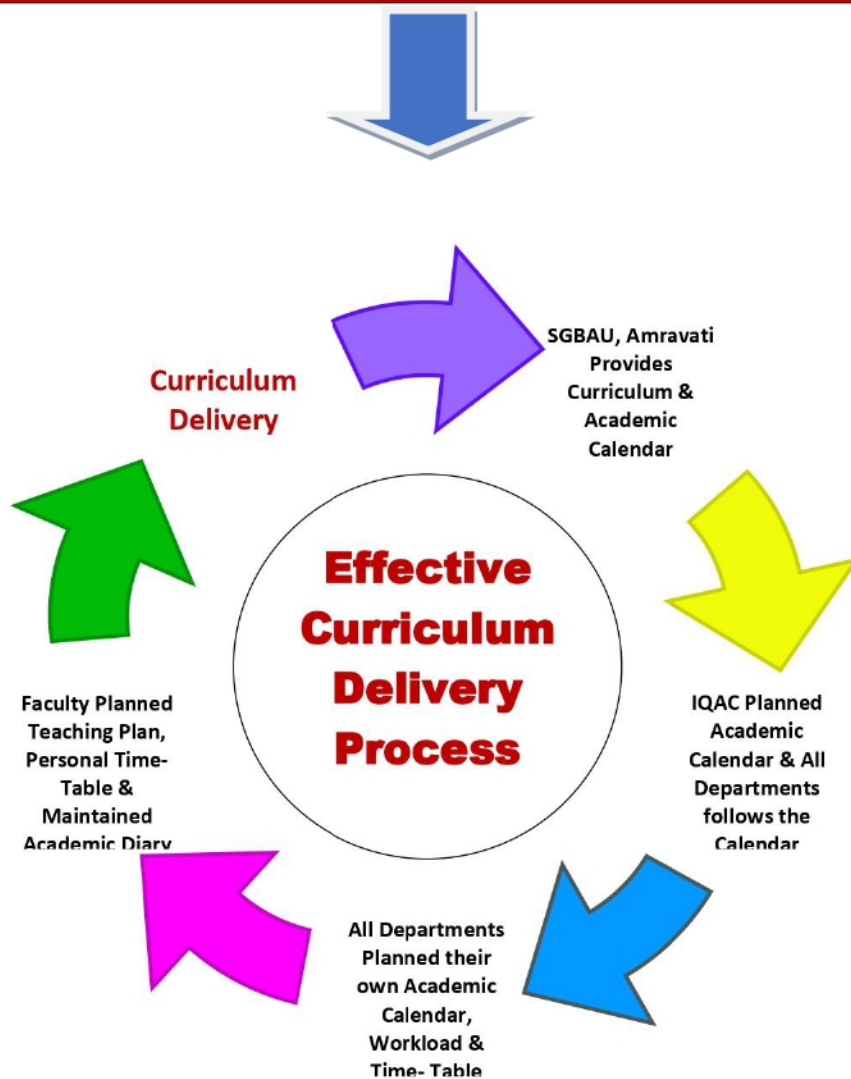 Curriculum
Delivery
SGBAU, Amravati
Provides
Curriculum &
Academic
Calendar
IQAC Planned
Academic
Calendar & All
Departments
follows the
Calendar
All Departments
Planned their
own Academic
Calendar,
Workload &
Time- Table
Faculty Planned
Teaching Plan,
Personal Time-
Table &
Maintained
Academic Diary
Effective
Curriculum
Delivery
Process